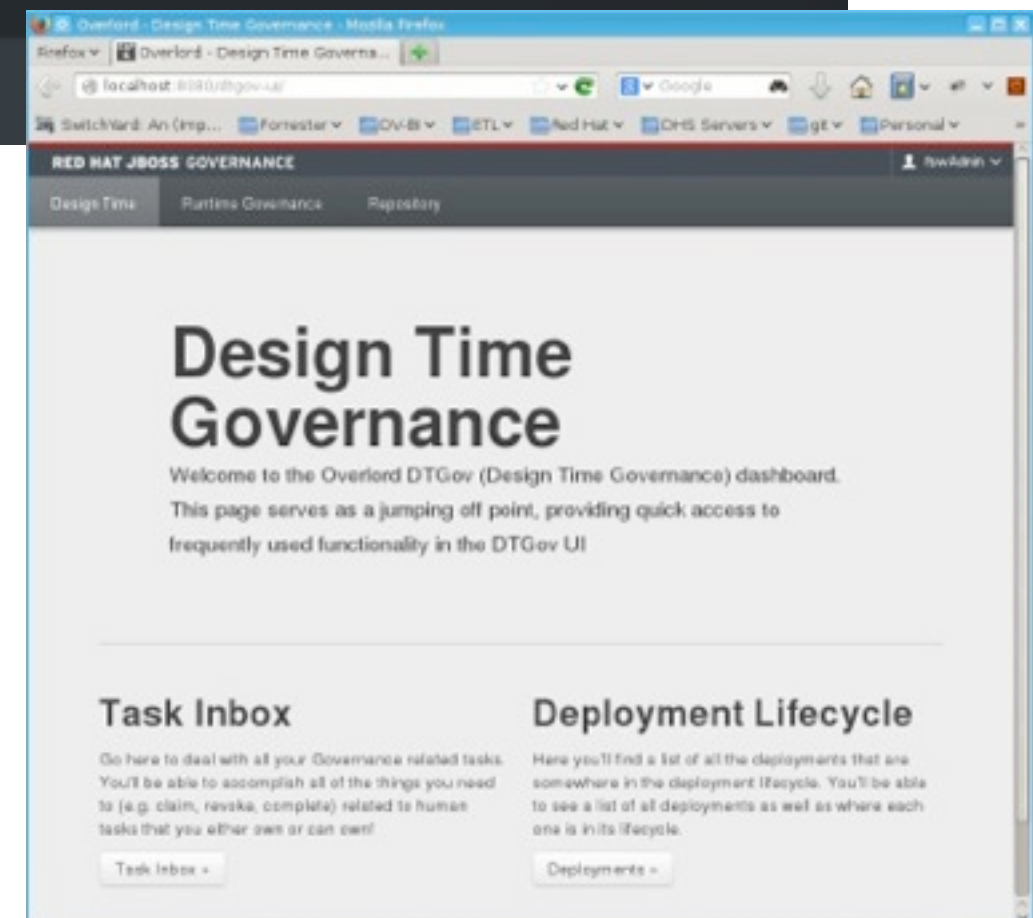 Overlord - Design Time Governance - Mozilla Firefox
Firefox
Overlord - Design Time Governa...
localhost:8080/dtgov-ui/
Google
SwitchYard: An (Imp... Forrester OV-BI ETL Red Hat DHS Servers git Personal
RED HAT JBOSS GOVERNANCE
fswAdmin
Design Time Runtime Governance Repository
Design Time
Governance
Welcome to the Overlord DTGov (Design Time Governance) dashboard.
This page serves as a jumping off point, providing quick access to
frequently used functionality in the DTGov UI
Task Inbox
Go here to deal with all your Governance related tasks.
You'll be able to accomplish all of the things you need
to (e.g. claim, revoke, complete) related to human
tasks that you either own or can own!
Task Inbox »
Deployment Lifecycle
Here you'll find a list of all the deployments that are
somewhere in the deployment lifecycle. You'll be able
to see a list of all deployments as well as where each
one is in its lifecycle.
Deployments »